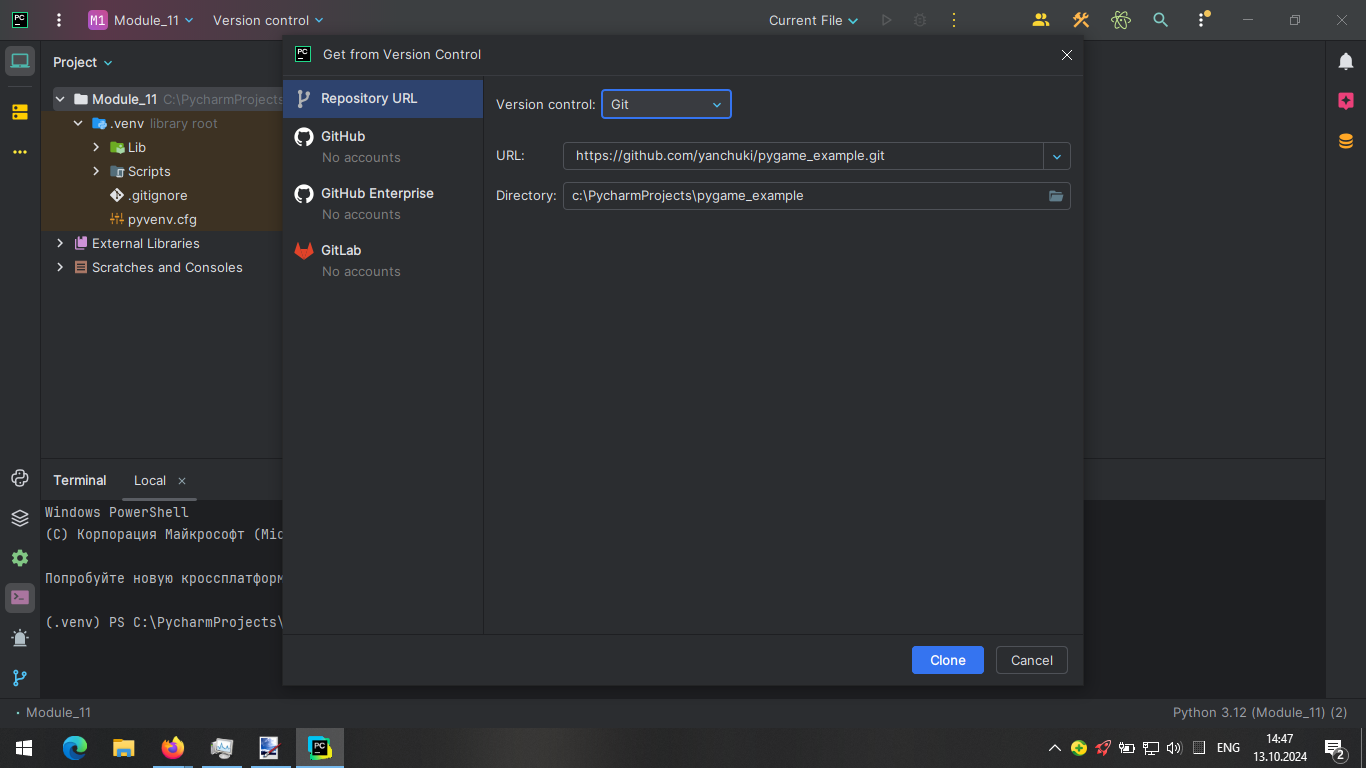 PC
M1 Module_11 Version control Current File
Project
Module_11 C:\PycharmProjects
.venv library root
Lib
Scripts
.gitignore
pyvenv.cfg
External Libraries
Scratches and Consoles
PC Get from Version Control
Repository URL
GitHub
No accounts
GitHub Enterprise
No accounts
GitLab
No accounts
Version control: Git
URL: https://github.com/yanchuki/pygame_example.git
Directory: c:\PycharmProjects\pygame_example
Clone Cancel
Terminal Local
Windows PowerShell
(C) Корпорация Майкрософт (Mic
Попробуйте новую кроссплатформ
(.venv) PS C:\PycharmProjects\
Module_11
Python 3.12 (Module_11) (2)
PC
ENG
14:47
13.10.2024
2